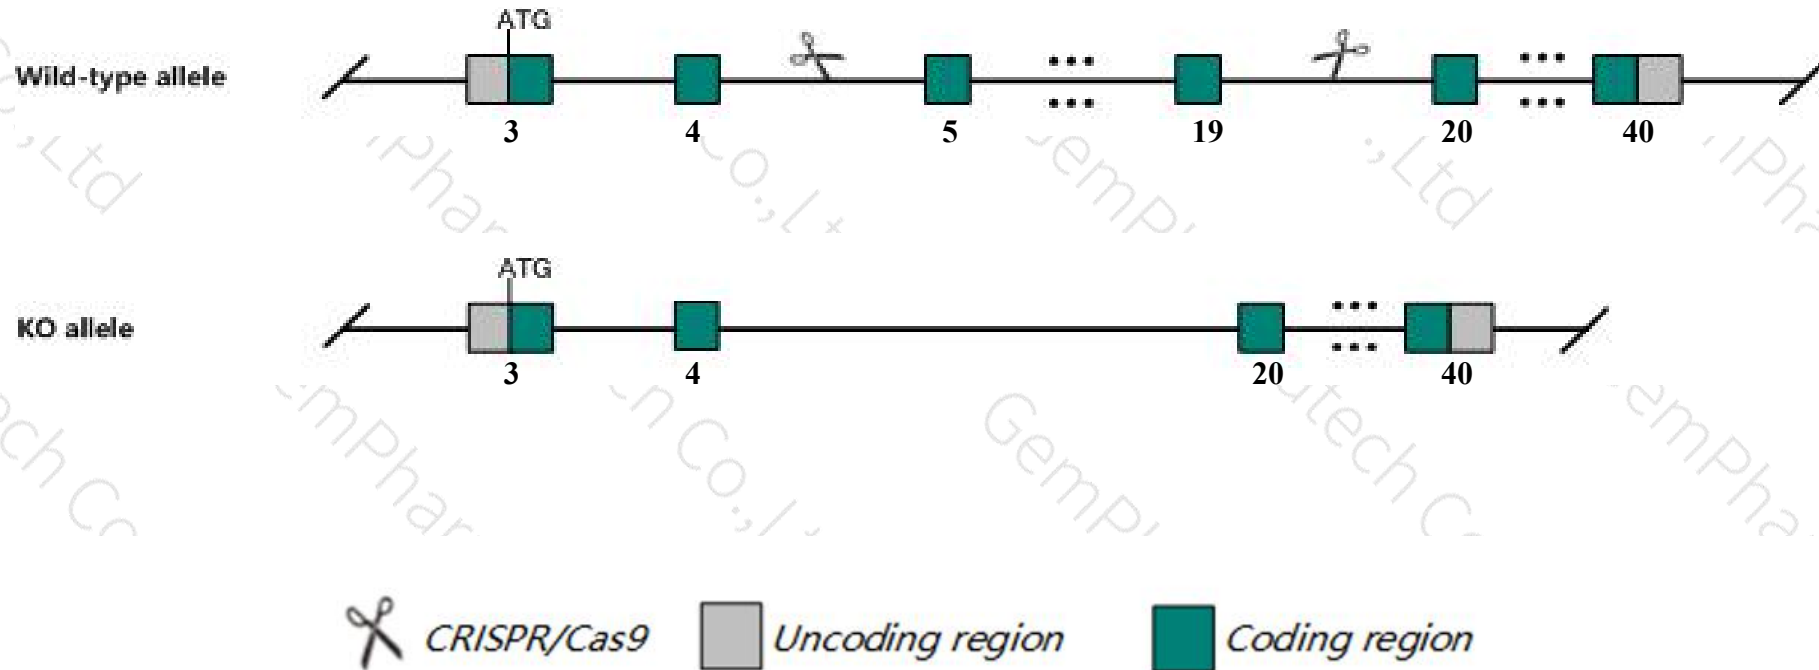 ATG
Wild-type allele
3 4 5 19 20 40
ATG
KO allele
3 4 20 40
CRISPR/Cas9 Uncoding region Coding region